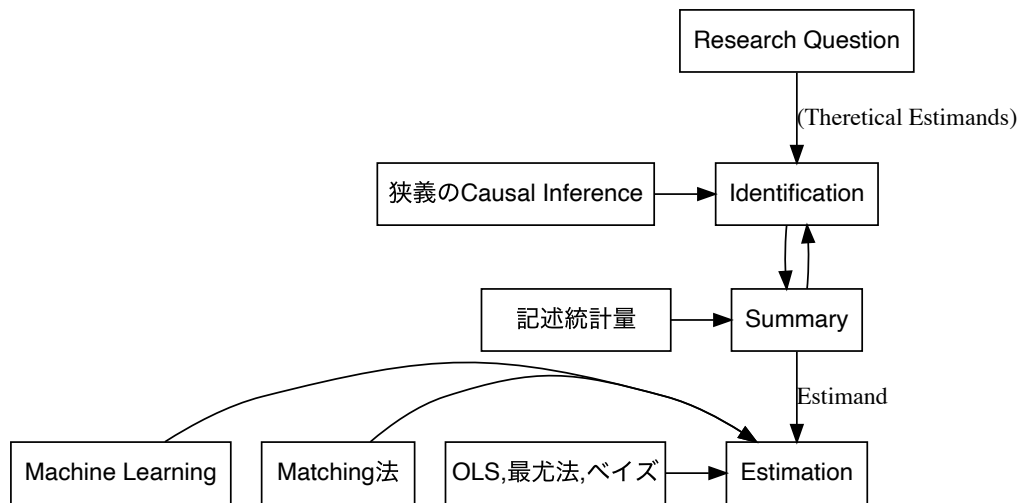 Research Question
(Theretical Estimands)
狭義のCausal Inference
Identification
記述統計量
Summary
Estimand
Machine Learning
Matching法
OLS,最尤法,ベイズ
Estimation